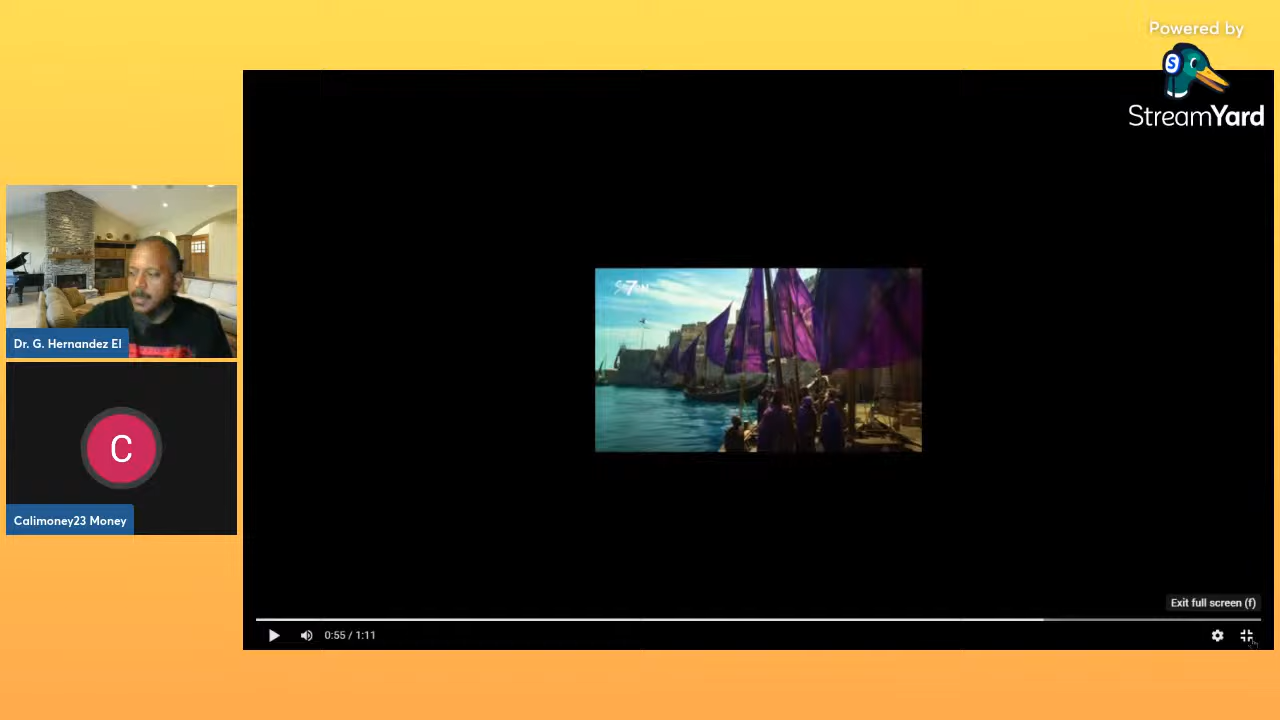 Powered by
StreamYard
Dr. G. Hernandez El
C
Calimoney23 Money
Exit full screen (f)
0:55 / 1:11